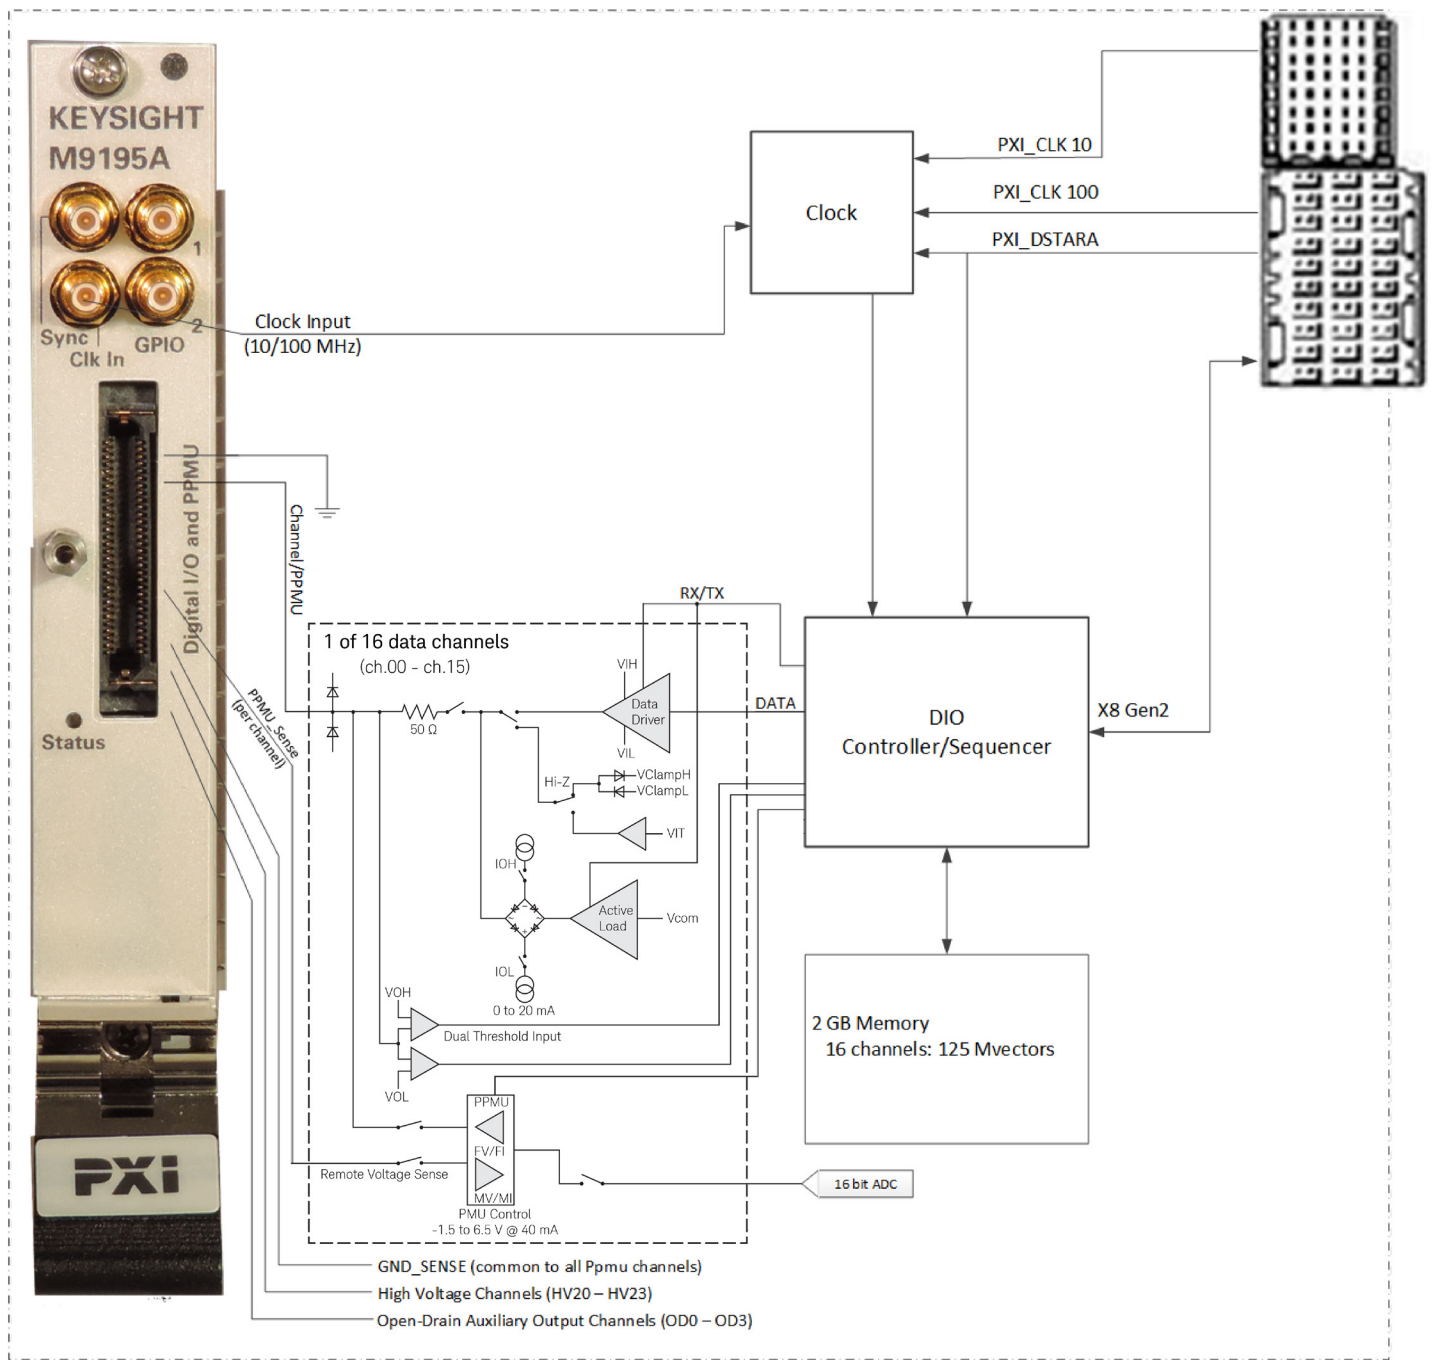 KEYSIGHT
M9195A
1
2
Sync
Clk In
GPIO
Digital I/O and PPMU
Status
PXI
Clock Input
(10/100 MHz)
Clock
PXI_CLK 10
PXI_CLK 100
PXI_DSTARA
Channel/PPMU
PPMU_Sense
(per channel)
RX/TX
1 of 16 data channels
(ch.00 - ch.15)
VIH
Data
Driver
VIL
50 Ω
DATA
DIO
Controller/Sequencer
X8 Gen2
Hi-Z
VClampH
VClampL
VIT
IOH
Active
Load
Vcom
IOL
0 to 20 mA
VOH
Dual Threshold Input
VOL
2 GB Memory
16 channels: 125 Mvectors
PPMU
FV/FI
Remote Voltage Sense
MV/MI
PMU Control
-1.5 to 6.5 V @ 40 mA
16 bit ADC
GND_SENSE (common to all Ppmu channels)
High Voltage Channels (HV20 – HV23)
Open-Drain Auxiliary Output Channels (OD0 – OD3)